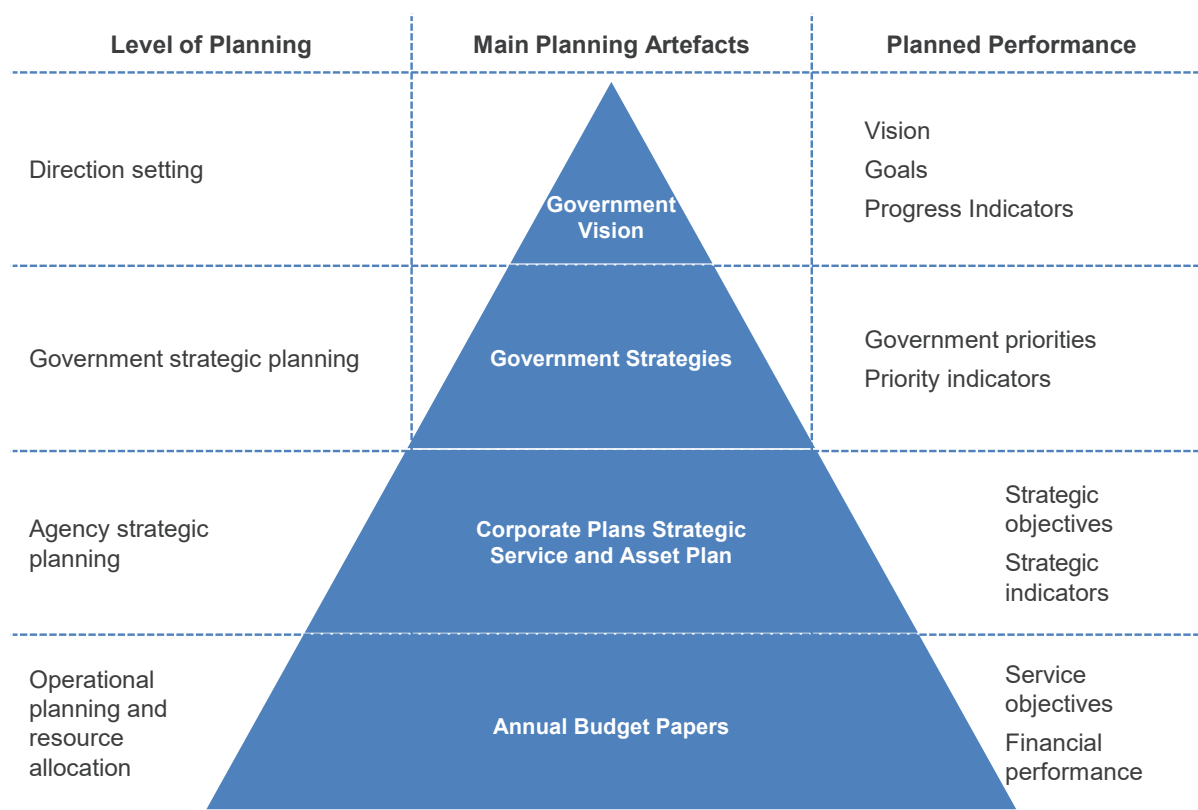 Level of Planning
Main Planning Artefacts
Planned Performance
Direction setting
Government
Vision
Vision
Goals
Progress Indicators
Government strategic planning
Government Strategies
Government priorities
Priority indicators
Agency strategic
planning
Corporate Plans Strategic
Service and Asset Plan
Strategic
objectives
Strategic
indicators
Operational
planning and
resource
allocation
Annual Budget Papers
Service
objectives
Financial
performance